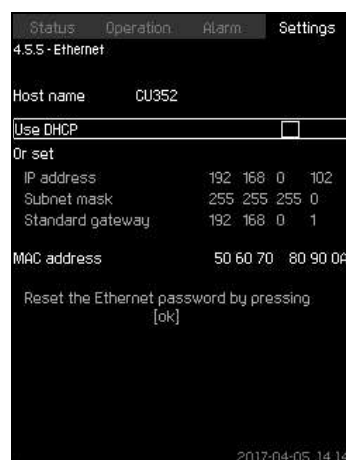 Status Operation Alarm Settings
4.5.5 - Ethernet
Host name CU352
Use DHCP
Or set
IP address 192 168 0 102
Subnet mask 255 255 255 0
Standard gateway 192 168 0 1
MAC address 50 60 70 80 90 0A
Reset the Ethernet password by pressing
[ok]
2017-04-05 14:14